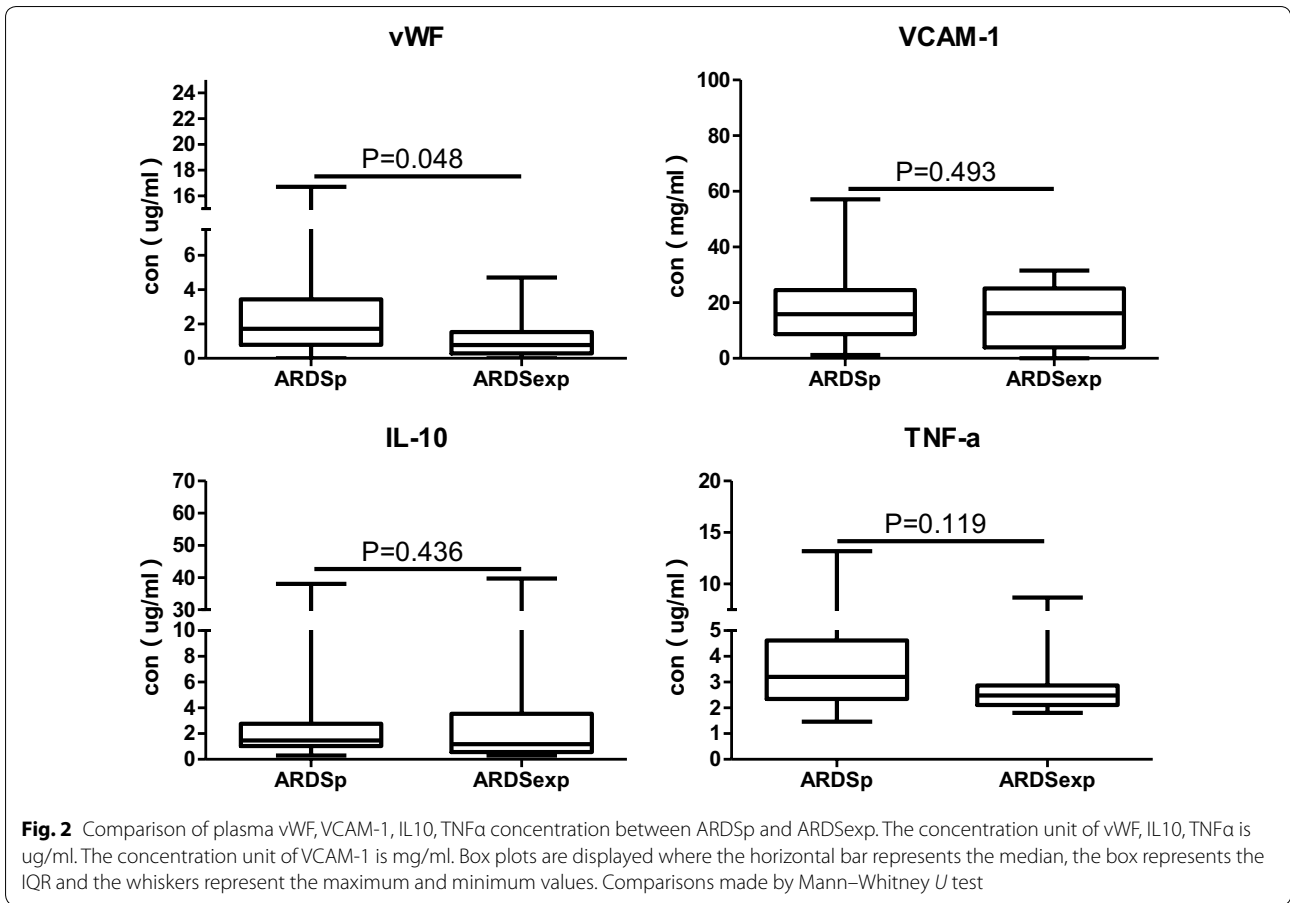 vWF
24
22
20
18
16
6
4
2
0
con ( ug/ml )
P=0.048
ARDSp
ARDSexp
VCAM-1
100
80
60
40
20
0
con ( mg/ml )
P=0.493
ARDSp
ARDSexp
IL-10
70
60
50
40
30
10
8
6
4
2
0
con ( ug/ml )
P=0.436
ARDSp
ARDSexp
TNF-a
20
15
10
5
4
3
2
1
0
con ( ug/ml )
P=0.119
ARDSp
ARDSexp
Fig. 2 Comparison of plasma vWF, VCAM-1, IL10, TNFα concentration between ARDSp and ARDSexp. The concentration unit of vWF, IL10, TNFα is
ug/ml. The concentration unit of VCAM-1 is mg/ml. Box plots are displayed where the horizontal bar represents the median, the box represents the
IQR and the whiskers represent the maximum and minimum values. Comparisons made by Mann–Whitney U test